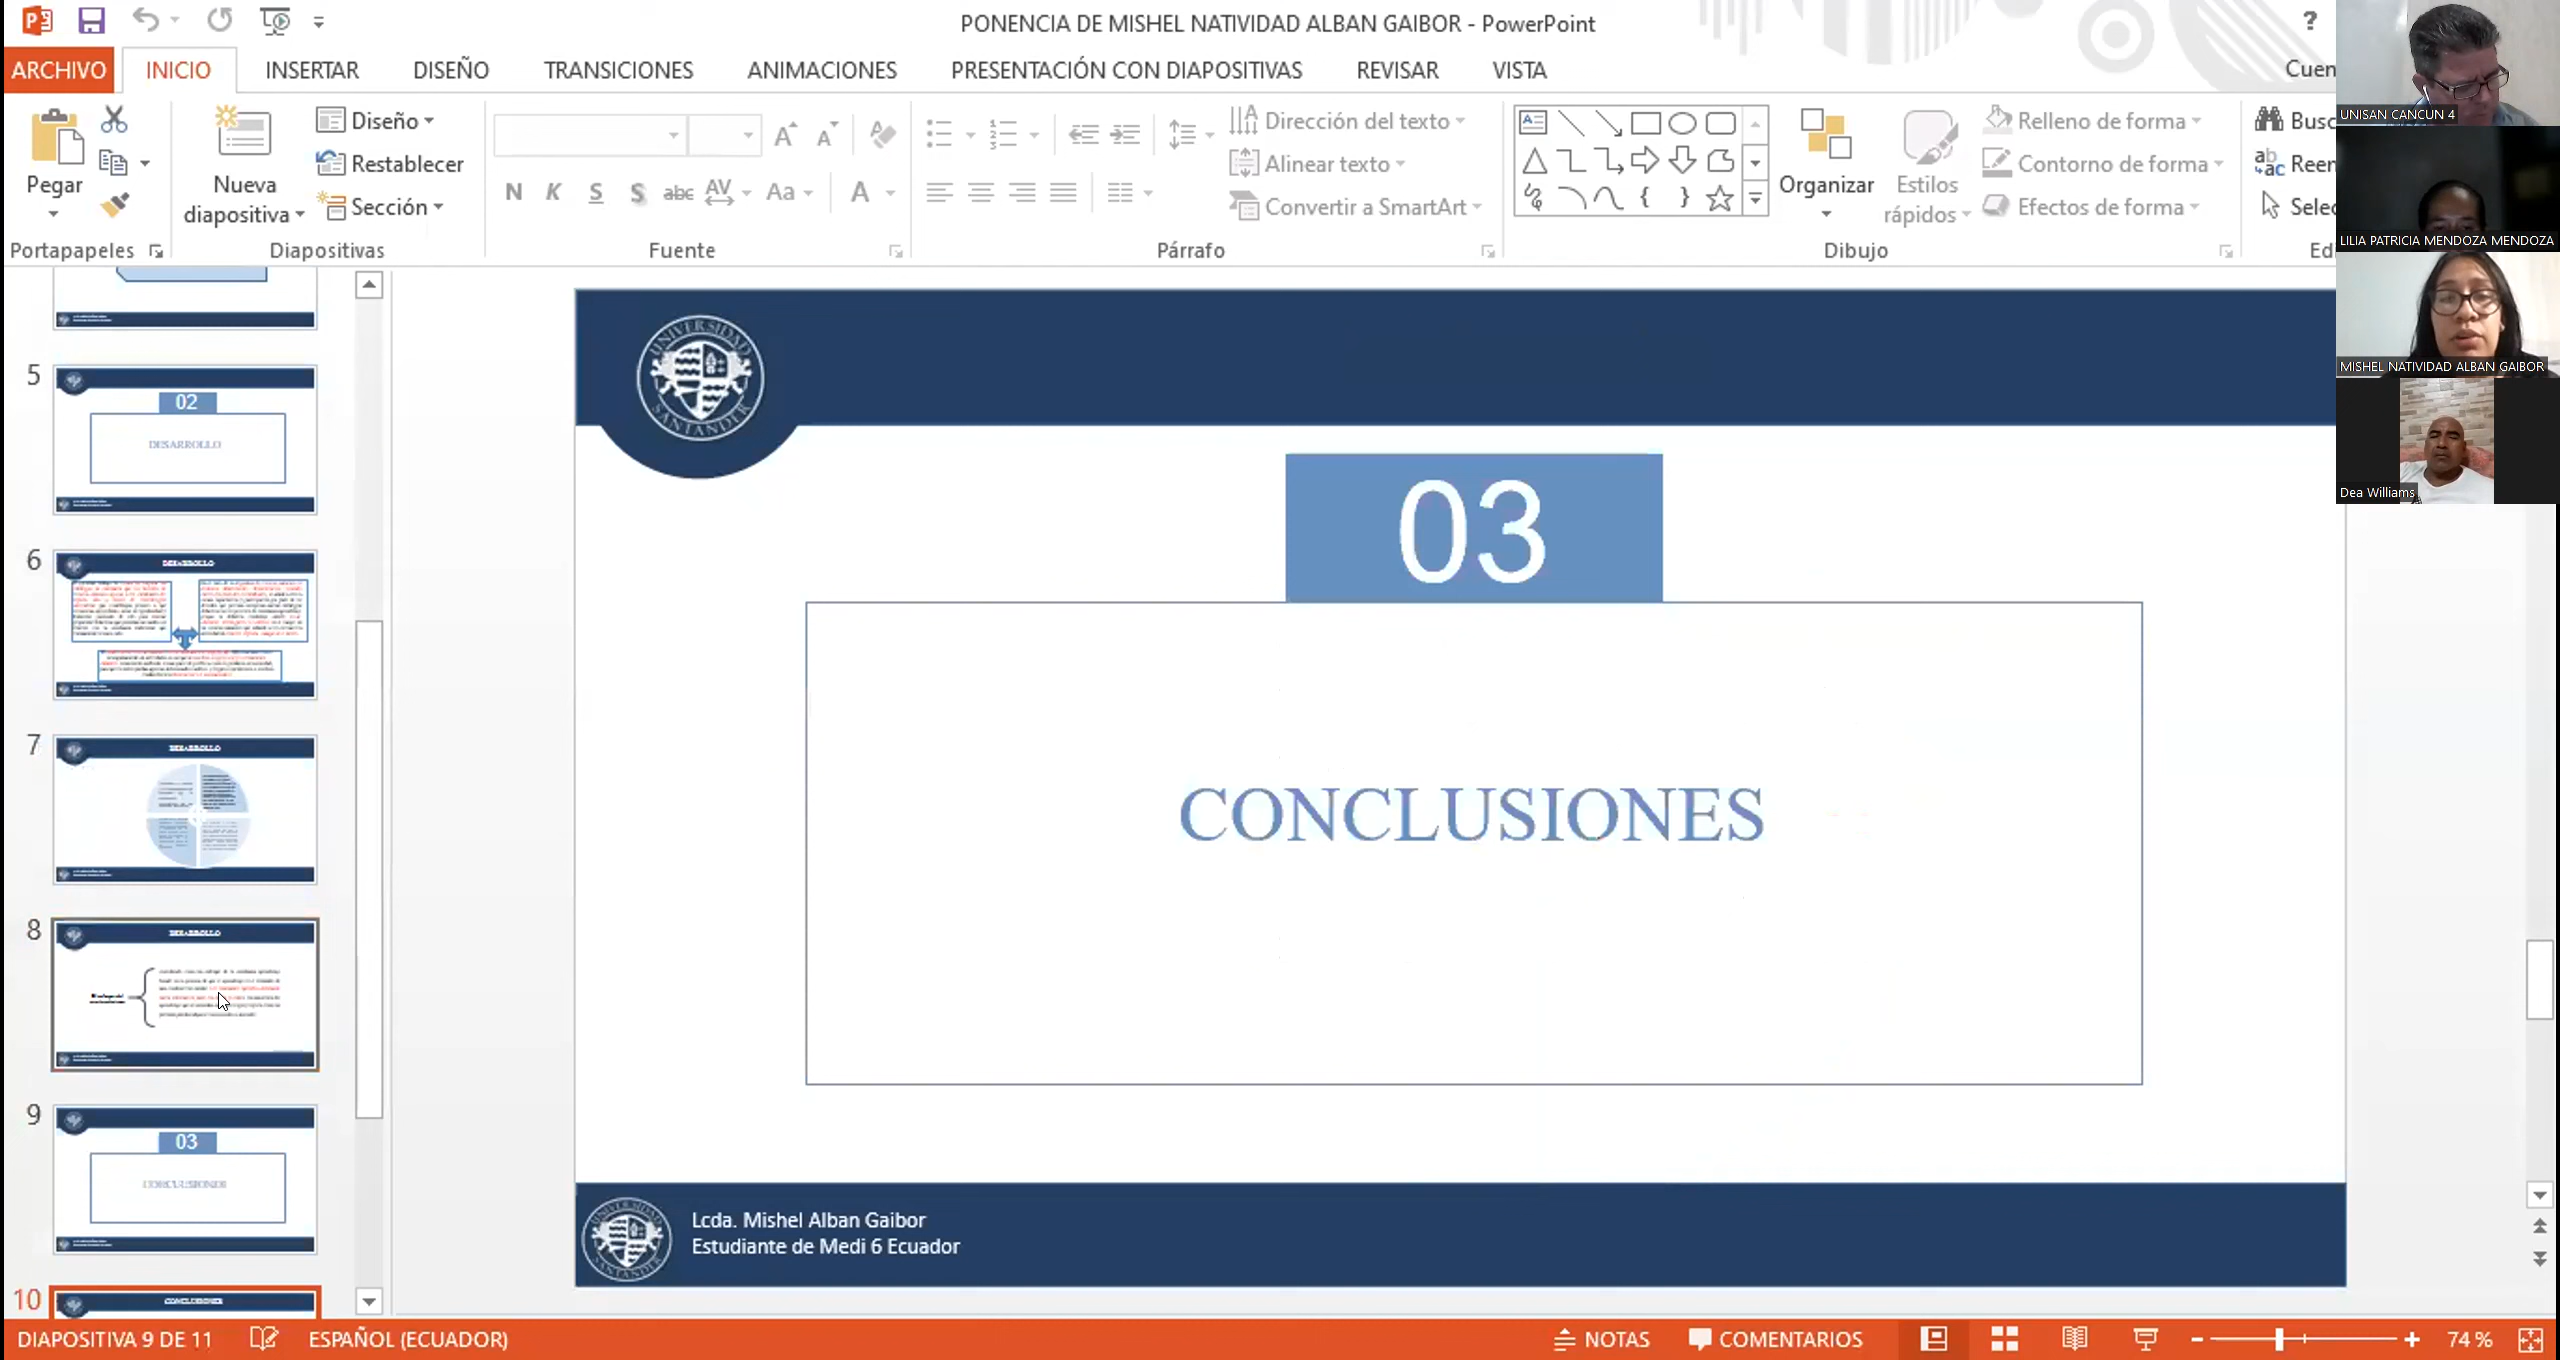 PONENCIA DE MISHEL NATIVIDAD ALBAN GAIBOR - PowerPoint
?
ARCHIVO
INICIO
INSERTAR
DISEÑO
TRANSICIONES
ANIMACIONES
PRESENTACIÓN CON DIAPOSITIVAS
REVISAR
VISTA
Cuen
Pegar
Nueva
diapositiva
Diseño
Restablecer
Sección
N K S S abc AV Aa A
Dirección del texto
Alinear texto
Convertir a SmartArt
Organizar
Estilos
rápidos
Relleno de forma
Contorno de forma
Efectos de forma
Busc
Reen
Selec
Portapapeles
Diapositivas
Fuente
Párrafo
Dibujo
Ed
UNISAN CANCUN 4
LILIA PATRICIA MENDOZA MENDOZA
MISHEL NATIVIDAD ALBAN GAIBOR
Dea Williams
5
02
DESARROLLO
6
DESARROLLO
7
DESARROLLO
8
DESARROLLO
9
03
CONCLUSIONES
10
CONCLUSIONES
UNIVERSIDAD
SANTANDER
03
CONCLUSIONES
UNIVERSIDAD
SANTANDER
Lcda. Mishel Alban Gaibor
Estudiante de Medi 6 Ecuador
DIAPOSITIVA 9 DE 11
ESPAÑOL (ECUADOR)
NOTAS
COMENTARIOS
74 %